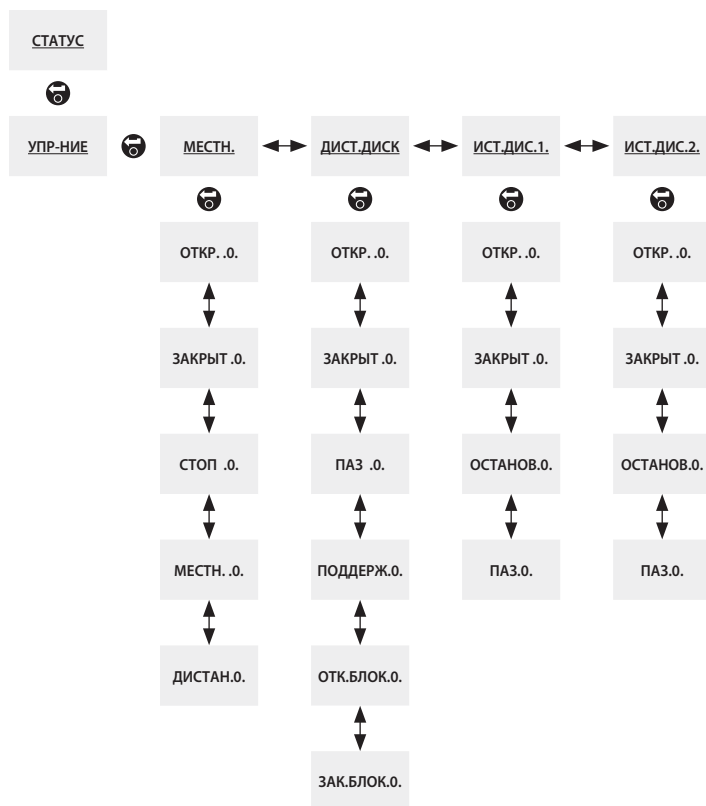 СТАТУС
УПР-НИЕ
МЕСТН.
ДИСТ.ДИСК
ИСТ.ДИС.1.
ИСТ.ДИС.2.
ОТКР. .0.
ОТКР. .0.
ОТКР. .0.
ОТКР. .0.
ЗАКРЫТ .0.
ЗАКРЫТ .0.
ЗАКРЫТ .0.
ЗАКРЫТ .0.
СТОП .0.
ПАЗ .0.
ОСТАНОВ.0.
ОСТАНОВ.0.
МЕСТН. .0.
ПОДДЕРЖ.0.
ПАЗ.0.
ПАЗ.0.
ДИСТАН.0.
ОТК.БЛОК.0.
ЗАК.БЛОК.0.